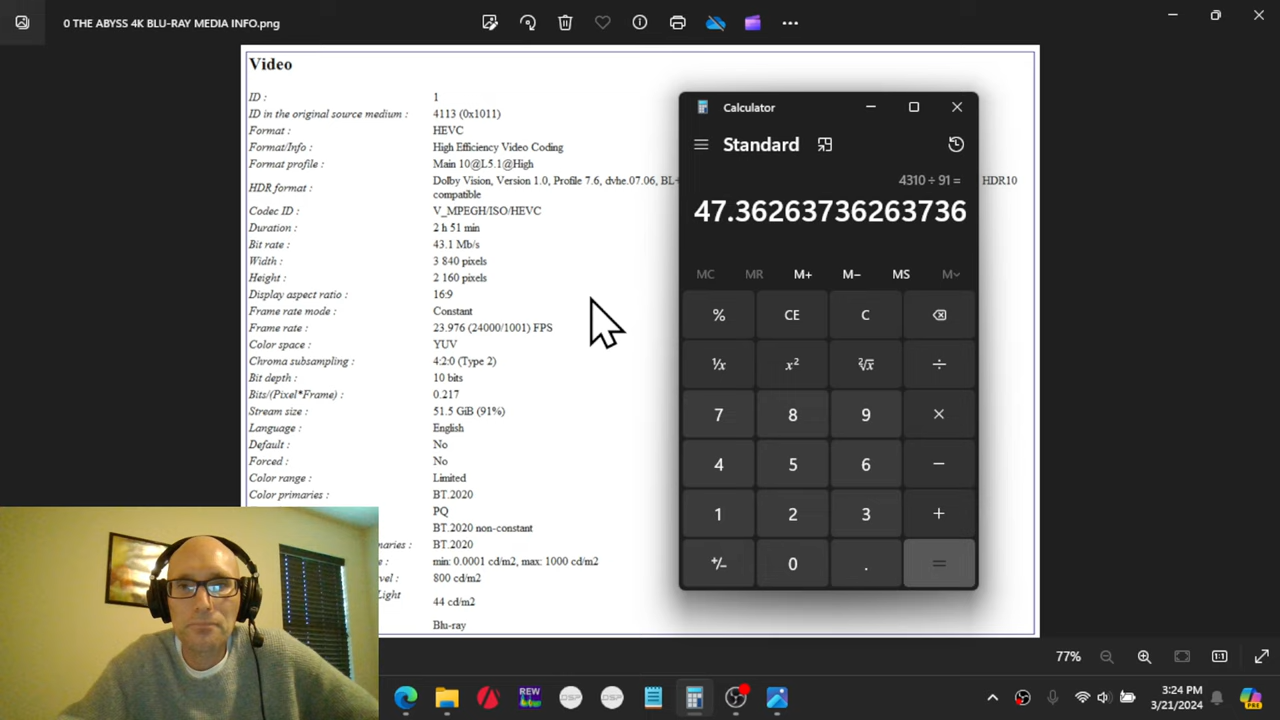 0 THE ABYSS 4K BLU-RAY MEDIA INFO.png
Video
ID : 1
ID in the original source medium : 4113 (0x1011)
Format : HEVC
Format/Info : High Efficiency Video Coding
Format profile : Main 10@L5.1@High
HDR format : Dolby Vision, Version 1.0, Profile 7.6, dvhe.07.06, BL+ HDR10
compatible
Codec ID : V_MPEGH/ISO/HEVC
Duration : 2 h 51 min
Bit rate : 43.1 Mb/s
Width : 3 840 pixels
Height : 2 160 pixels
Display aspect ratio : 16:9
Frame rate mode : Constant
Frame rate : 23.976 (24000/1001) FPS
Color space : YUV
Chroma subsampling : 4:2:0 (Type 2)
Bit depth : 10 bits
Bits/(Pixel*Frame) : 0.217
Stream size : 51.5 GiB (91%)
Language : English
Default : No
Forced : No
Color range : Limited
Color primaries : BT.2020
PQ
BT.2020 non-constant
naries : BT.2020
e : min: 0.0001 cd/m2, max: 1000 cd/m2
evel : 800 cd/m2
Light
44 cd/m2
Blu-ray
Calculator
Standard
4310 ÷ 91 =
47.36263736263736
MC MR M+ M− MS M
% CE C
¹/x x² ²√x ÷
7 8 9 ×
4 5 6 −
1 2 3 +
+/− 0 . =
77%
REW DSP DSP
3:24 PM
3/21/2024
PRE